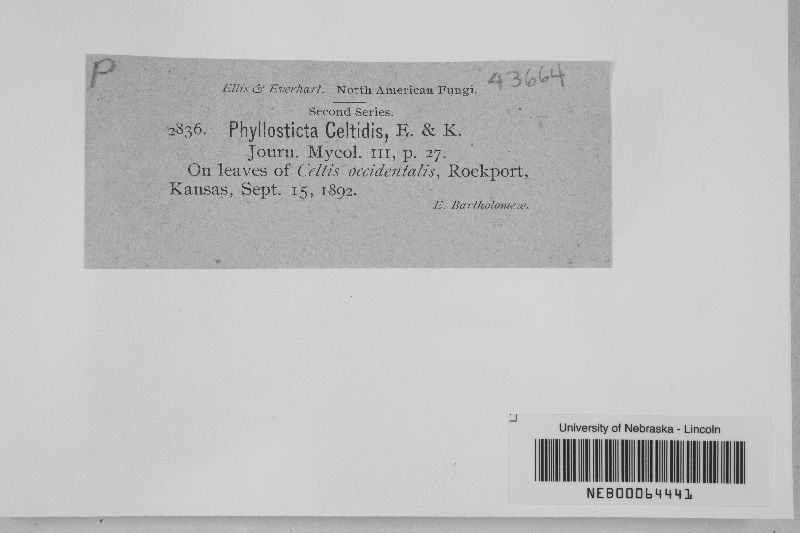 P
43664
Ellis & Everhart. North American Fungi.
Second Series.
2836. Phyllosticta Celtidis, E. & K.
Journ. Mycol. III, p. 27.
On leaves of Celtis occidentalis, Rockport,
Kansas, Sept. 15, 1892.
E. Bartholomew.
University of Nebraska - Lincoln
NEB00064441